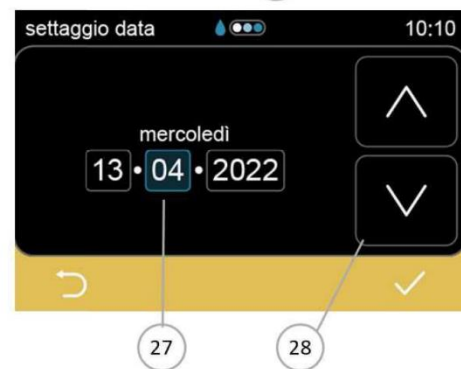 settaggio data 10:10
mercoledì
13 • 04 • 2022
27 28